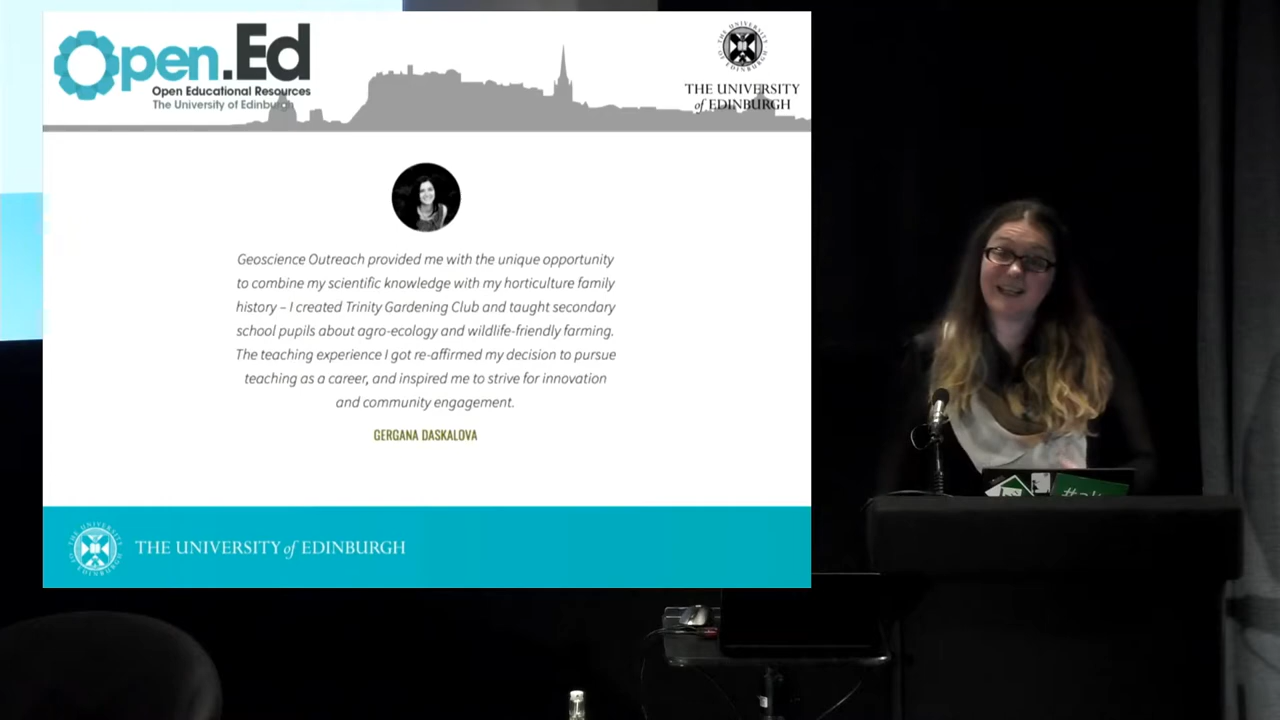 Open.Ed
Open Educational Resources
The University of Edinburgh
THE UNIVERSITY
of EDINBURGH
Geoscience Outreach provided me with the unique opportunity
to combine my scientific knowledge with my horticulture family
history – I created Trinity Gardening Club and taught secondary
school pupils about agro-ecology and wildlife-friendly farming.
The teaching experience I got re-affirmed my decision to pursue
teaching as a career, and inspired me to strive for innovation
and community engagement.
GERGANA DASKALOVA
THE UNIVERSITY of EDINBURGH